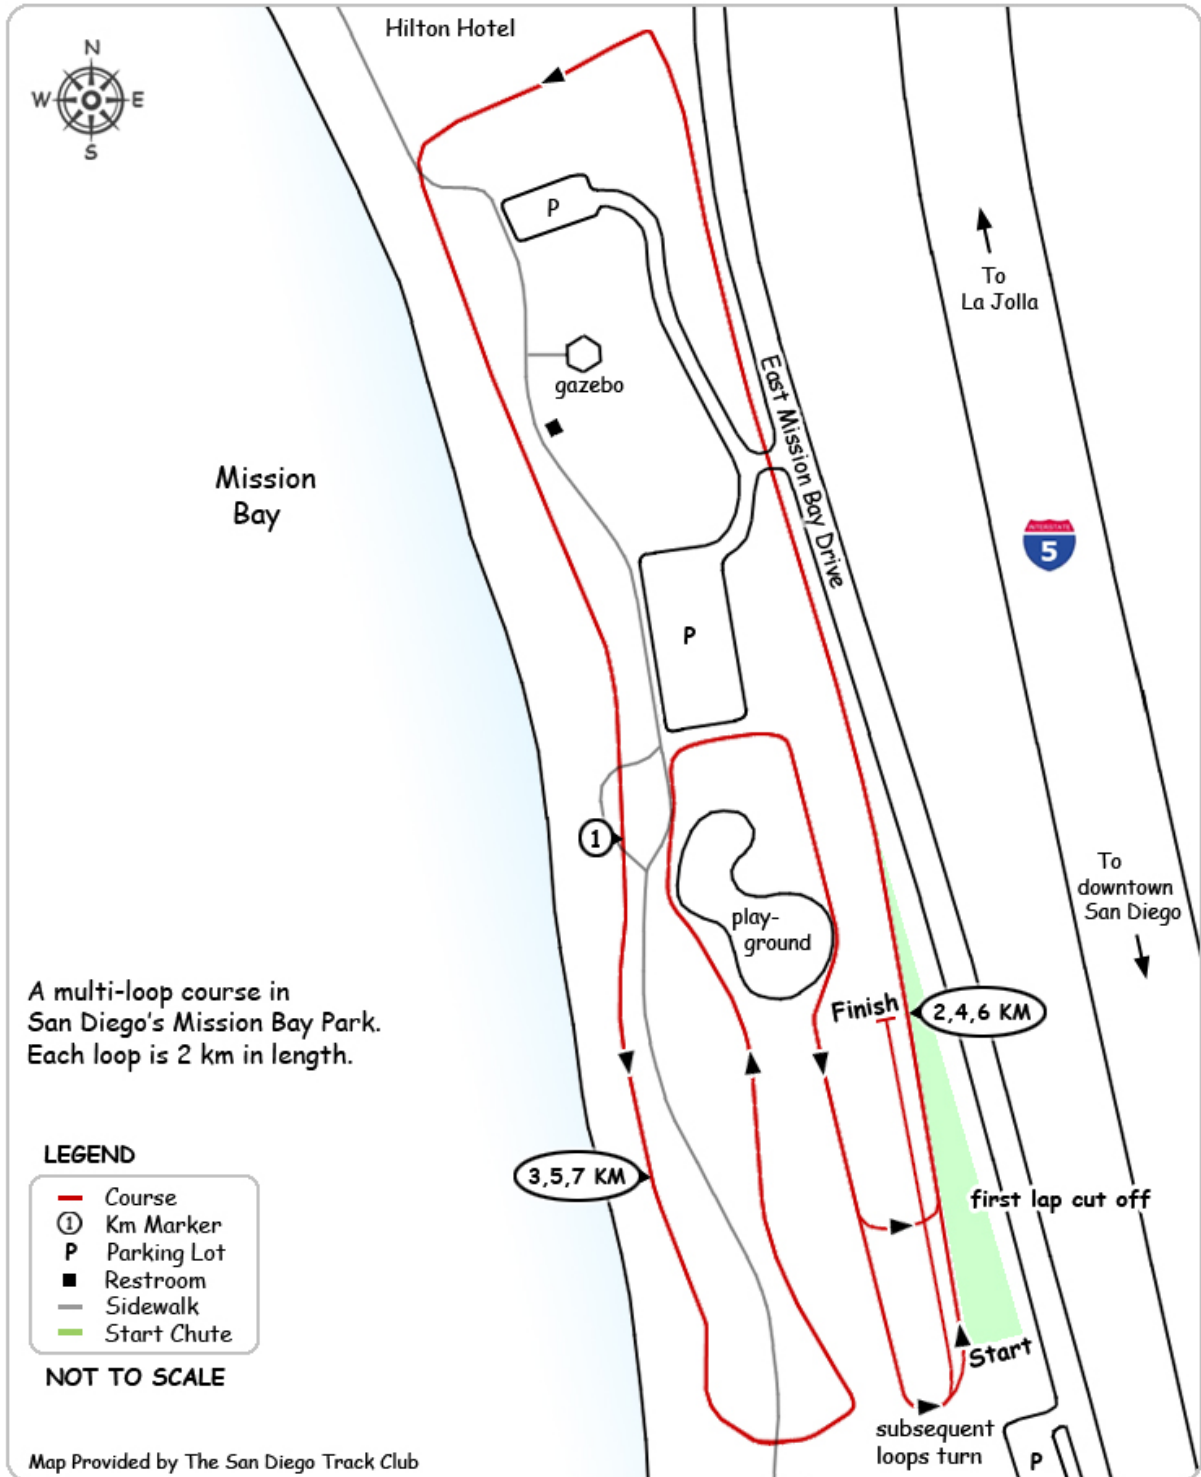 Hilton Hotel
N
W
E
S
P
To
La Jolla
gazebo
East Mission Bay Drive
Mission
Bay
INTERSTATE
5
P
1
To
downtown
San Diego
play-
ground
A multi-loop course in
San Diego's Mission Bay Park.
Each loop is 2 km in length.
Finish
2,4,6 KM
3,5,7 KM
first lap cut off
LEGEND
Course
1 Km Marker
P Parking Lot
Restroom
Sidewalk
Start Chute
NOT TO SCALE
Start
subsequent
loops turn
P
Map Provided by The San Diego Track Club